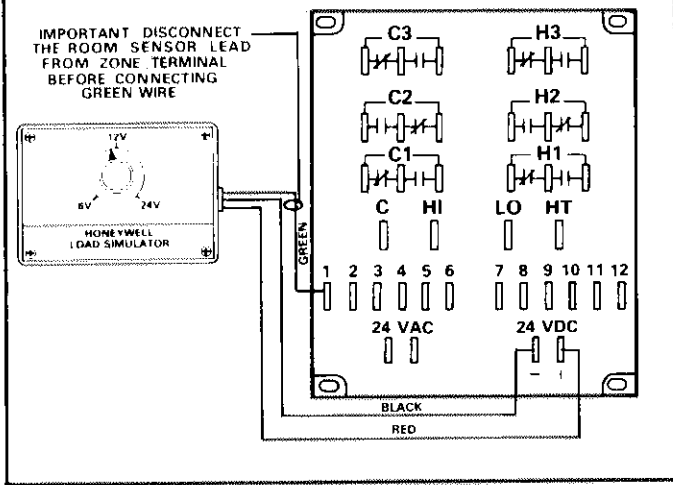 IMPORTANT DISCONNECT
THE ROOM SENSOR LEAD
FROM ZONE TERMINAL
BEFORE CONNECTING
GREEN WIRE
C3 H3
C2 H2
C1 H1
C HI LO HT
12V
6V 24V
HONEYWELL
LOAD SIMULATOR
GREEN
1 2 3 4 5 6 7 8 9 10 11 12
24 VAC 24 VDC
− +
BLACK
RED